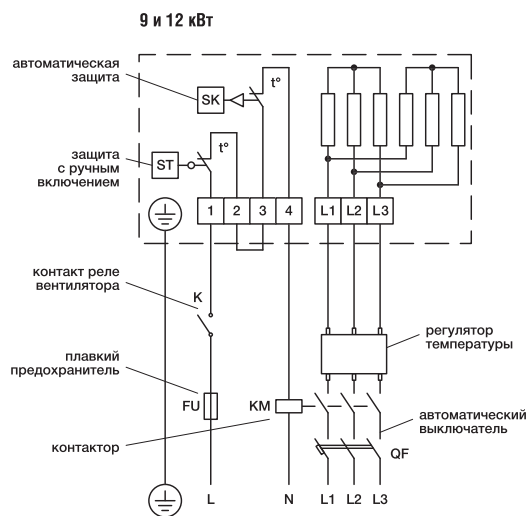 9 и 12 кВт
автоматическая
защита
SK
t°
защита
с ручным
включением
ST
t°
1 2 3 4 L1 L2 L3
контакт реле
вентилятора
K
регулятор
температуры
плавкий
предохранитель
FU
KM
контактор
автоматический
выключатель
QF
L N L1 L2 L3